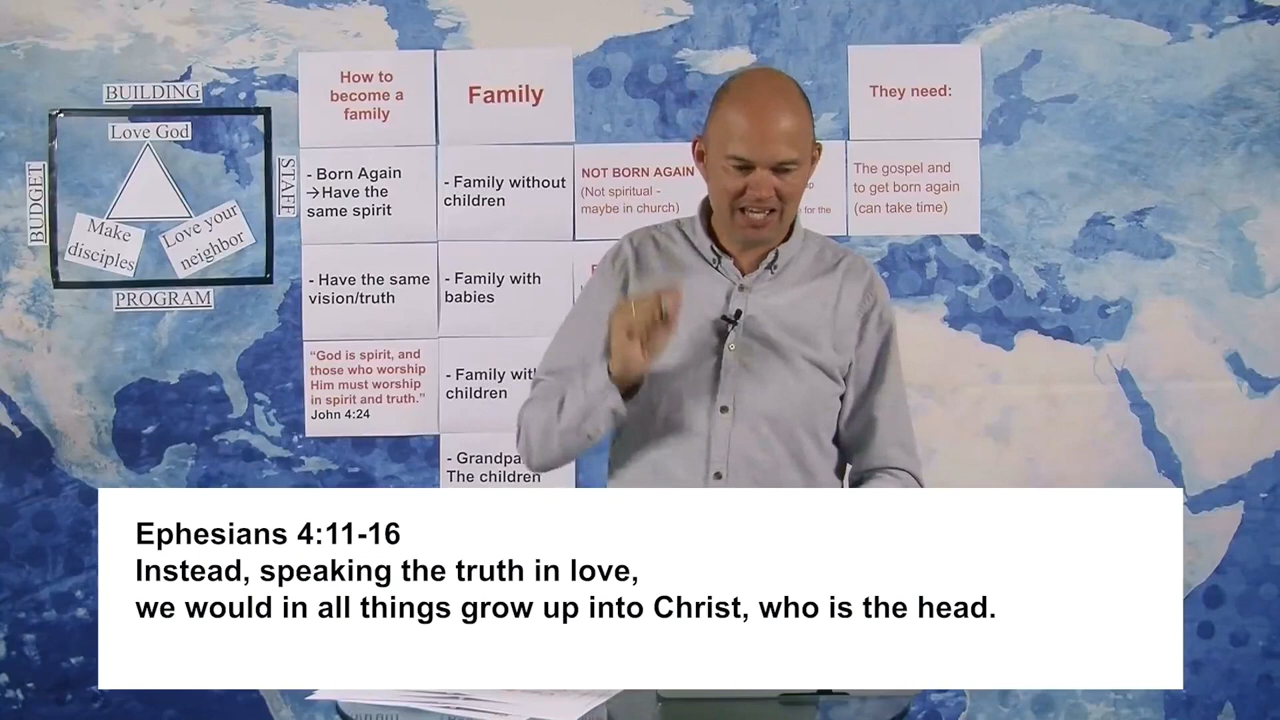 BUILDING
Love God
BUDGET
STAFF
Make
disciples
Love your
neighbor
PROGRAM
How to
become a
family
Family
They need:
- Born Again
→Have the
same spirit
- Family without
children
NOT BORN AGAIN
(Not spiritual -
maybe in church)
for the
The gospel and
to get born again
(can take time)
- Have the same
vision/truth
- Family with
babies
“God is spirit, and
those who worship
Him must worship
in spirit and truth.”
John 4:24
- Family with
children
- Grandpa
The children
Ephesians 4:11-16
Instead, speaking the truth in love,
we would in all things grow up into Christ, who is the head.